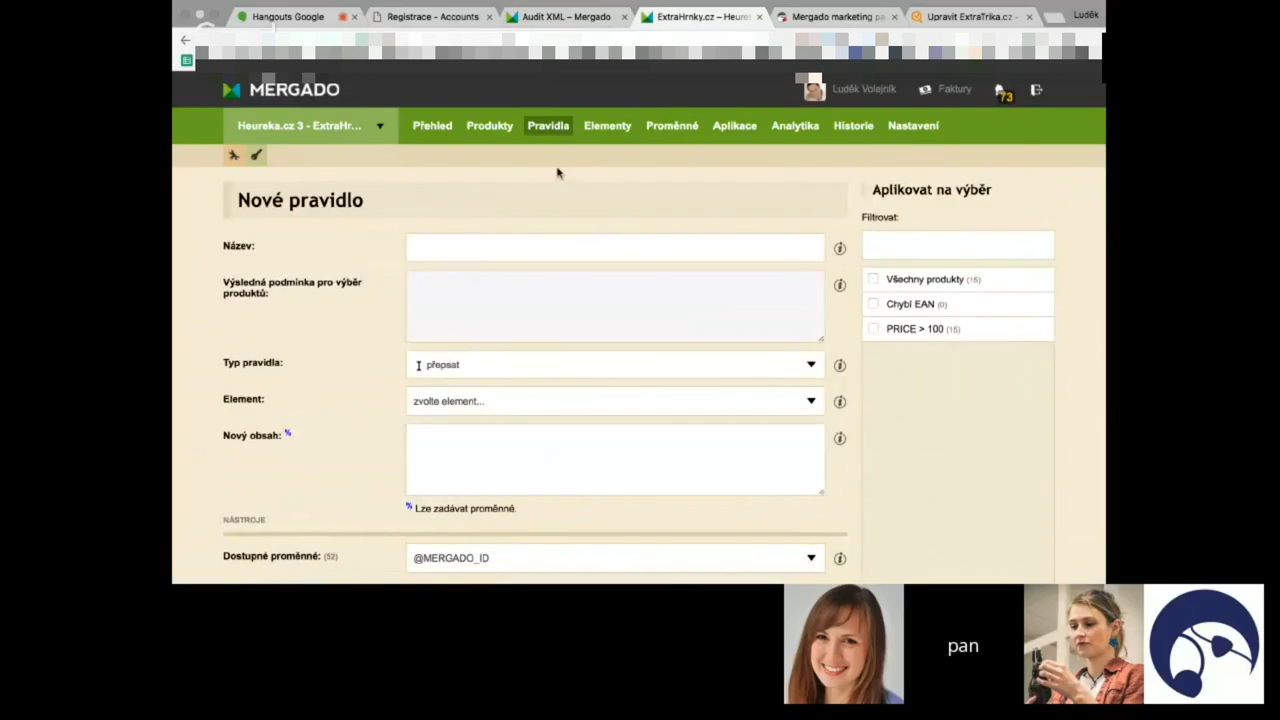 Hangouts Google
Registrace - Accounts
Audit XML – Mergado
ExtraHrnky.cz – Heure
Mergado marketing pa
Upravit ExtraTrika.cz -
Luděk
MERGADO
Luděk Volejník
Faktury
73
Heureka.cz 3 - ExtraHr...
Přehled
Produkty
Pravidla
Elementy
Proměnné
Aplikace
Analytika
Historie
Nastavení
Nové pravidlo
Název:
Výsledná podmínka pro výběr
produktů:
Typ pravidla:
přepsat
Element:
zvolte element...
Nový obsah: %
% Lze zadávat proměnné.
NÁSTROJE
Dostupné proměnné: (52)
@MERGADO_ID
Aplikovat na výběr
Filtrovat:
Všechny produkty (15)
Chybí EAN (0)
PRICE > 100 (15)
pan